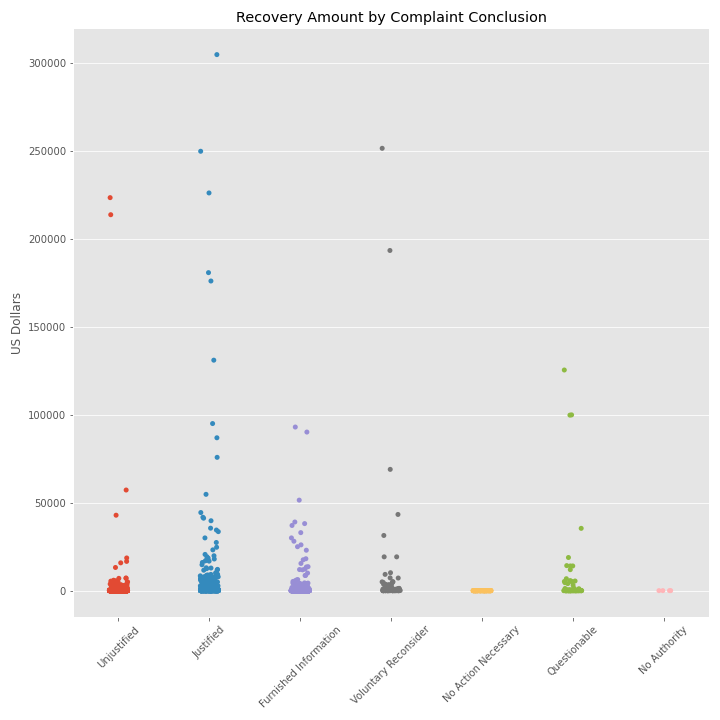 Recovery Amount by Complaint Conclusion
US Dollars
300000
250000
200000
150000
100000
50000
0
Unjustified
Justified
Furnished Information
Voluntary Reconsider
No Action Necessary
Questionable
No Authority